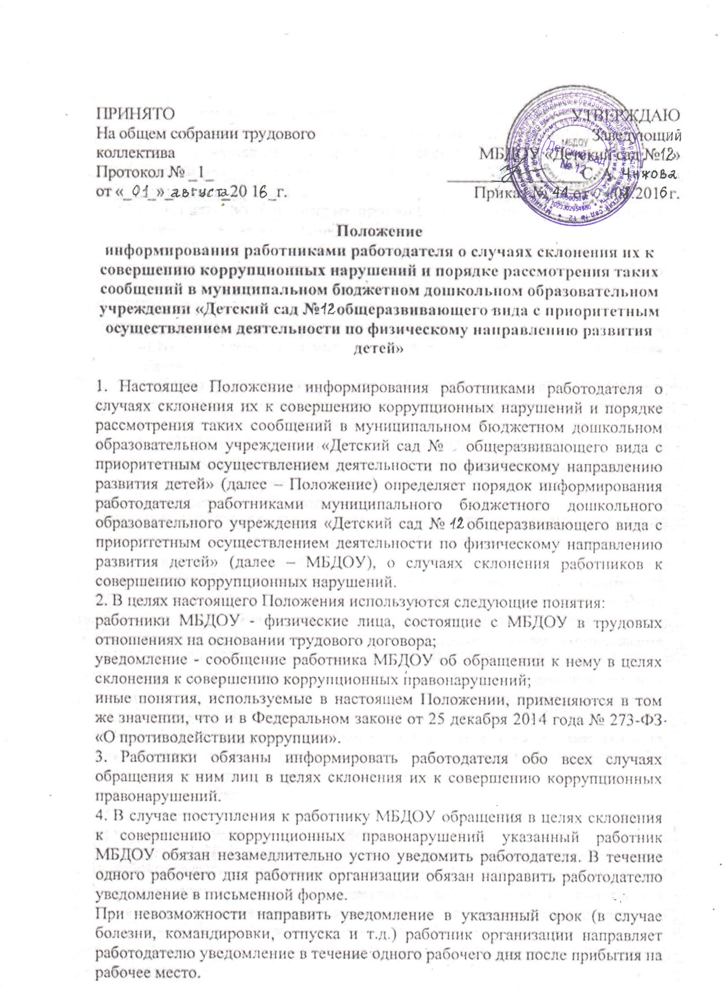 ПРИНЯТО
На общем собрании трудового
коллектива
Протокол № _1_
от «_01_»_августа_20 16_г.
УТВЕРЖДАЮ
Заведующий
МБДОУ «Детский сад №12»
С. А. Чижова
Приказ № 44 от 08.2016 г.
Детский сад
№ 12
Положение
информирования работниками работодателя о случаях склонения их к
совершению коррупционных нарушений и порядке рассмотрения таких
сообщений в муниципальном бюджетном дошкольном образовательном
учреждении «Детский сад №12 общеразвивающего вида с приоритетным
осуществлением деятельности по физическому направлению развития
детей»
1. Настоящее Положение информирования работниками работодателя о
случаях склонения их к совершению коррупционных нарушений и порядке
рассмотрения таких сообщений в муниципальном бюджетном дошкольном
образовательном учреждении «Детский сад № общеразвивающего вида с
приоритетным осуществлением деятельности по физическому направлению
развития детей» (далее – Положение) определяет порядок информирования
работодателя работниками муниципального бюджетного дошкольного
образовательного учреждения «Детский сад № 12 общеразвивающего вида с
приоритетным осуществлением деятельности по физическому направлению
развития детей» (далее – МБДОУ), о случаях склонения работников к
совершению коррупционных нарушений.
2. В целях настоящего Положения используются следующие понятия:
работники МБДОУ - физические лица, состоящие с МБДОУ в трудовых
отношениях на основании трудового договора;
уведомление - сообщение работника МБДОУ об обращении к нему в целях
склонения к совершению коррупционных правонарушений;
иные понятия, используемые в настоящем Положении, применяются в том
же значении, что и в Федеральном законе от 25 декабря 2014 года № 273-ФЗ
«О противодействии коррупции».
3. Работники обязаны информировать работодателя обо всех случаях
обращения к ним лиц в целях склонения их к совершению коррупционных
правонарушений.
4. В случае поступления к работнику МБДОУ обращения в целях склонения
к совершению коррупционных правонарушений указанный работник
МБДОУ обязан незамедлительно устно уведомить работодателя. В течение
одного рабочего дня работник организации обязан направить работодателю
уведомление в письменной форме.
При невозможности направить уведомление в указанный срок (в случае
болезни, командировки, отпуска и т.д.) работник организации направляет
работодателю уведомление в течение одного рабочего дня после прибытия на
рабочее место.